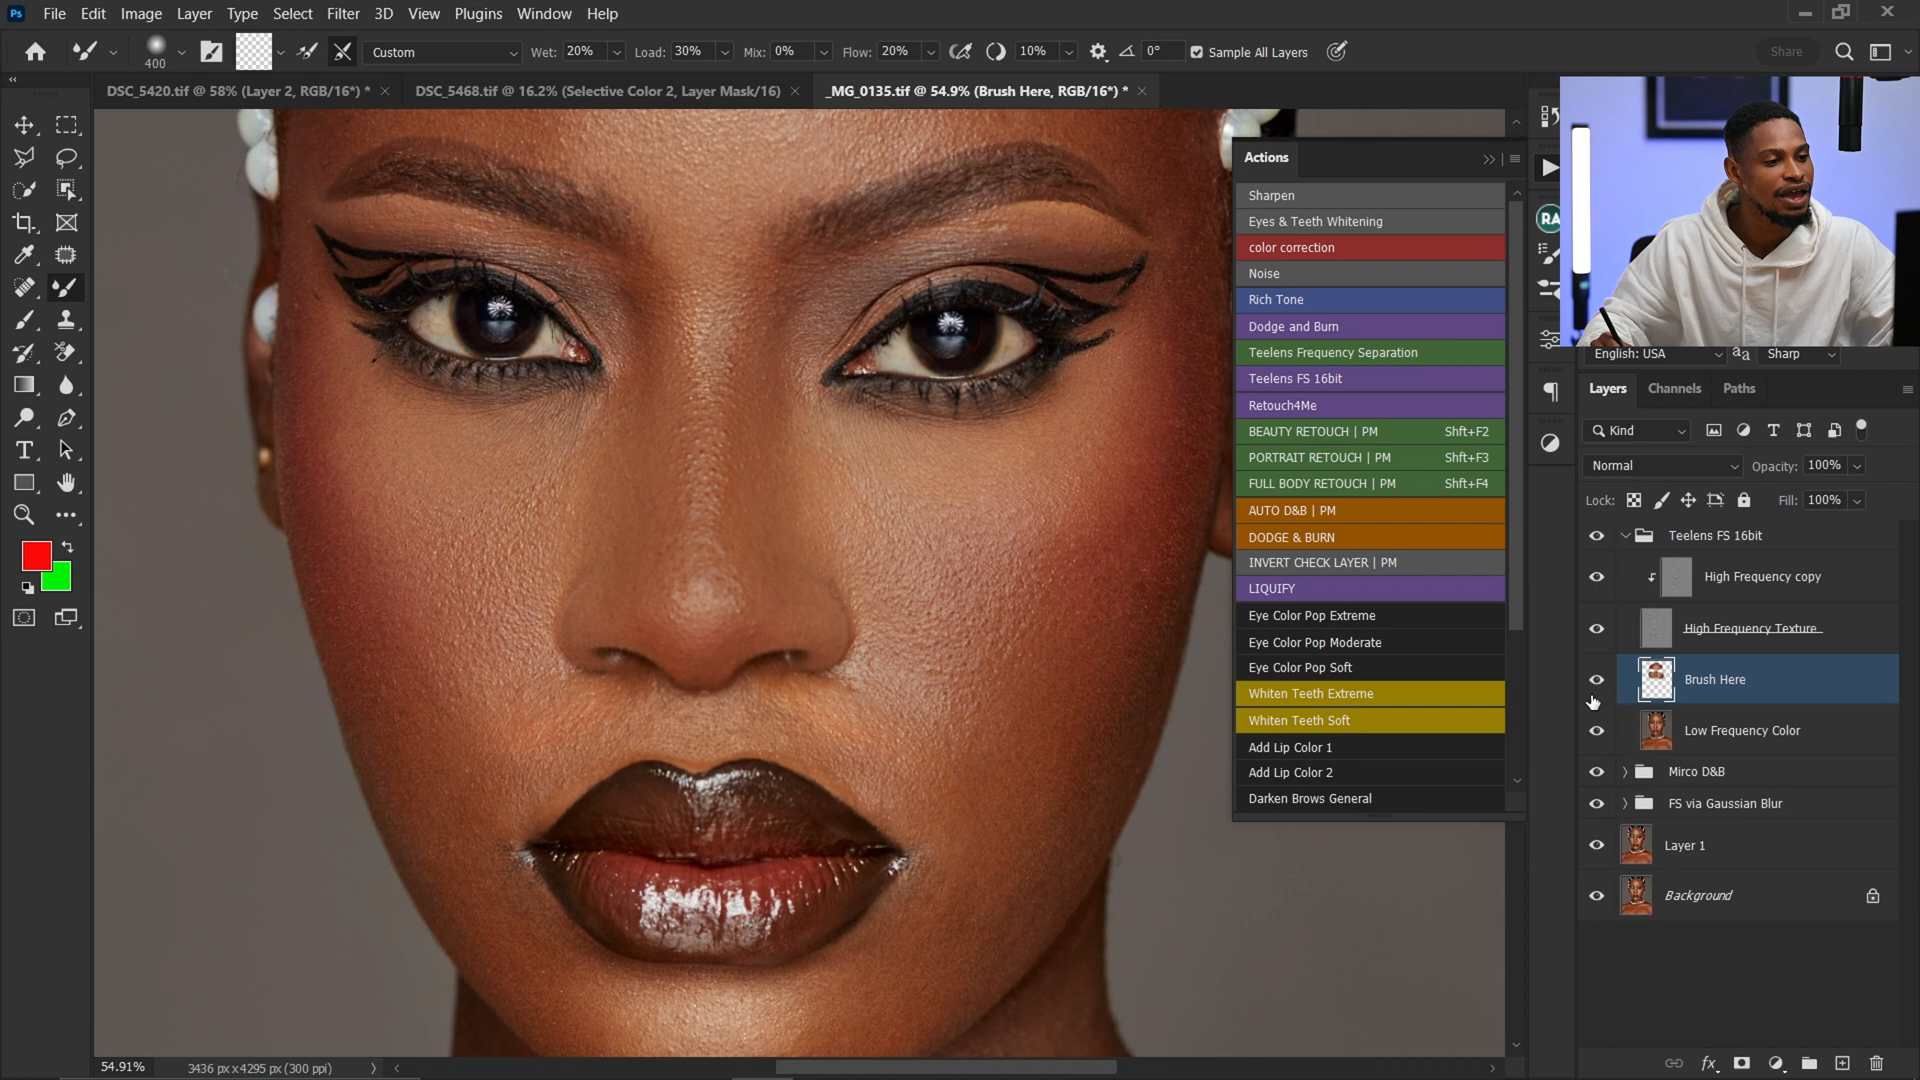 Ps File Edit Image Layer Type Select Filter 3D View Plugins Window Help
400 Custom Wet: 20% Load: 30% Mix: 0% Flow: 20% 10% 0° Sample All Layers Share
DSC_5420.tif @ 58% (Layer 2, RGB/16*) * DSC_5468.tif @ 16.2% (Selective Color 2, Layer Mask/16) _MG_0135.tif @ 54.9% (Brush Here, RGB/16*) *
Actions
Sharpen
Eyes & Teeth Whitening
color correction
Noise
Rich Tone
Dodge and Burn
Teelens Frequency Separation
Teelens FS 16bit
Retouch4Me
BEAUTY RETOUCH | PM Shft+F2
PORTRAIT RETOUCH | PM Shft+F3
FULL BODY RETOUCH | PM Shft+F4
AUTO D&B | PM
DODGE & BURN
INVERT CHECK LAYER | PM
LIQUIFY
Eye Color Pop Extreme
Eye Color Pop Moderate
Eye Color Pop Soft
Whiten Teeth Extreme
Whiten Teeth Soft
Add Lip Color 1
Add Lip Color 2
Darken Brows General
RA
English: USA aa Sharp
Layers Channels Paths
Kind
Normal Opacity: 100%
Lock: Fill: 100%
Teelens FS 16bit
High Frequency copy
High Frequency Texture
Brush Here
Low Frequency Color
Mirco D&B
FS via Gaussian Blur
Layer 1
Background
fx
54.91% 3436 px x 4295 px (300 ppi)